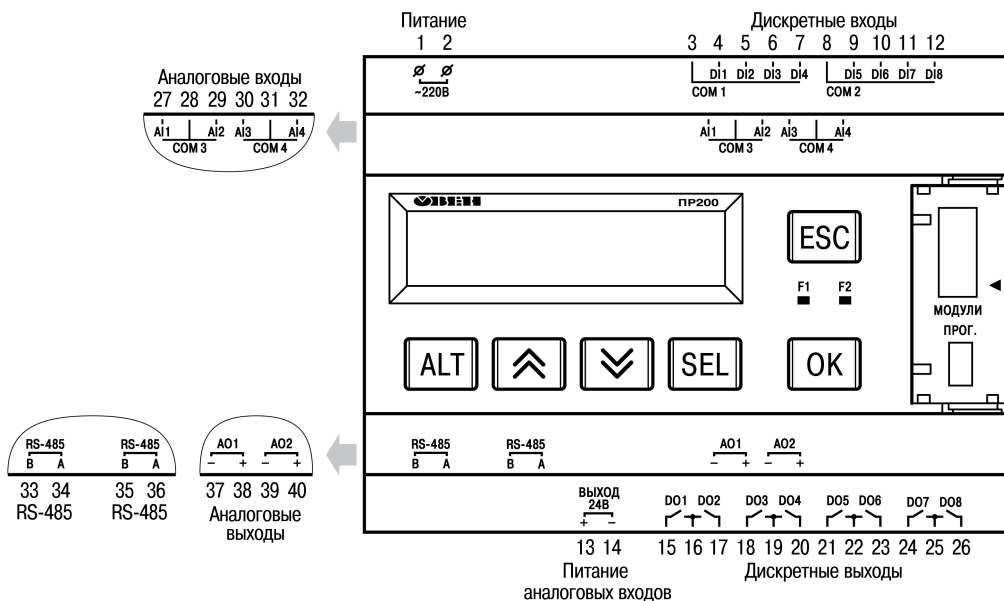 Питание
1 2
~220В
Дискретные входы
3 4 5 6 7 8 9 10 11 12
DI1 DI2 DI3 DI4 DI5 DI6 DI7 DI8
COM 1 COM 2
Аналоговые входы
27 28 29 30 31 32
AI1 AI2 AI3 AI4
COM 3 COM 4
AI1 AI2 AI3 AI4
COM 3 COM 4
ОВЕН ПР200
ESC
F1 F2
МОДУЛИ
ПРОГ.
ALT SEL OK
RS-485 RS-485 AO1 AO2
B A B A – + – +
33 34 35 36 37 38 39 40
RS-485 RS-485 Аналоговые
выходы
RS-485 RS-485 AO1 AO2
B A B A – + – +
ВЫХОД
24В
+ –
DO1 DO2 DO3 DO4 DO5 DO6 DO7 DO8
13 14 15 16 17 18 19 20 21 22 23 24 25 26
Питание
аналоговых входов
Дискретные выходы